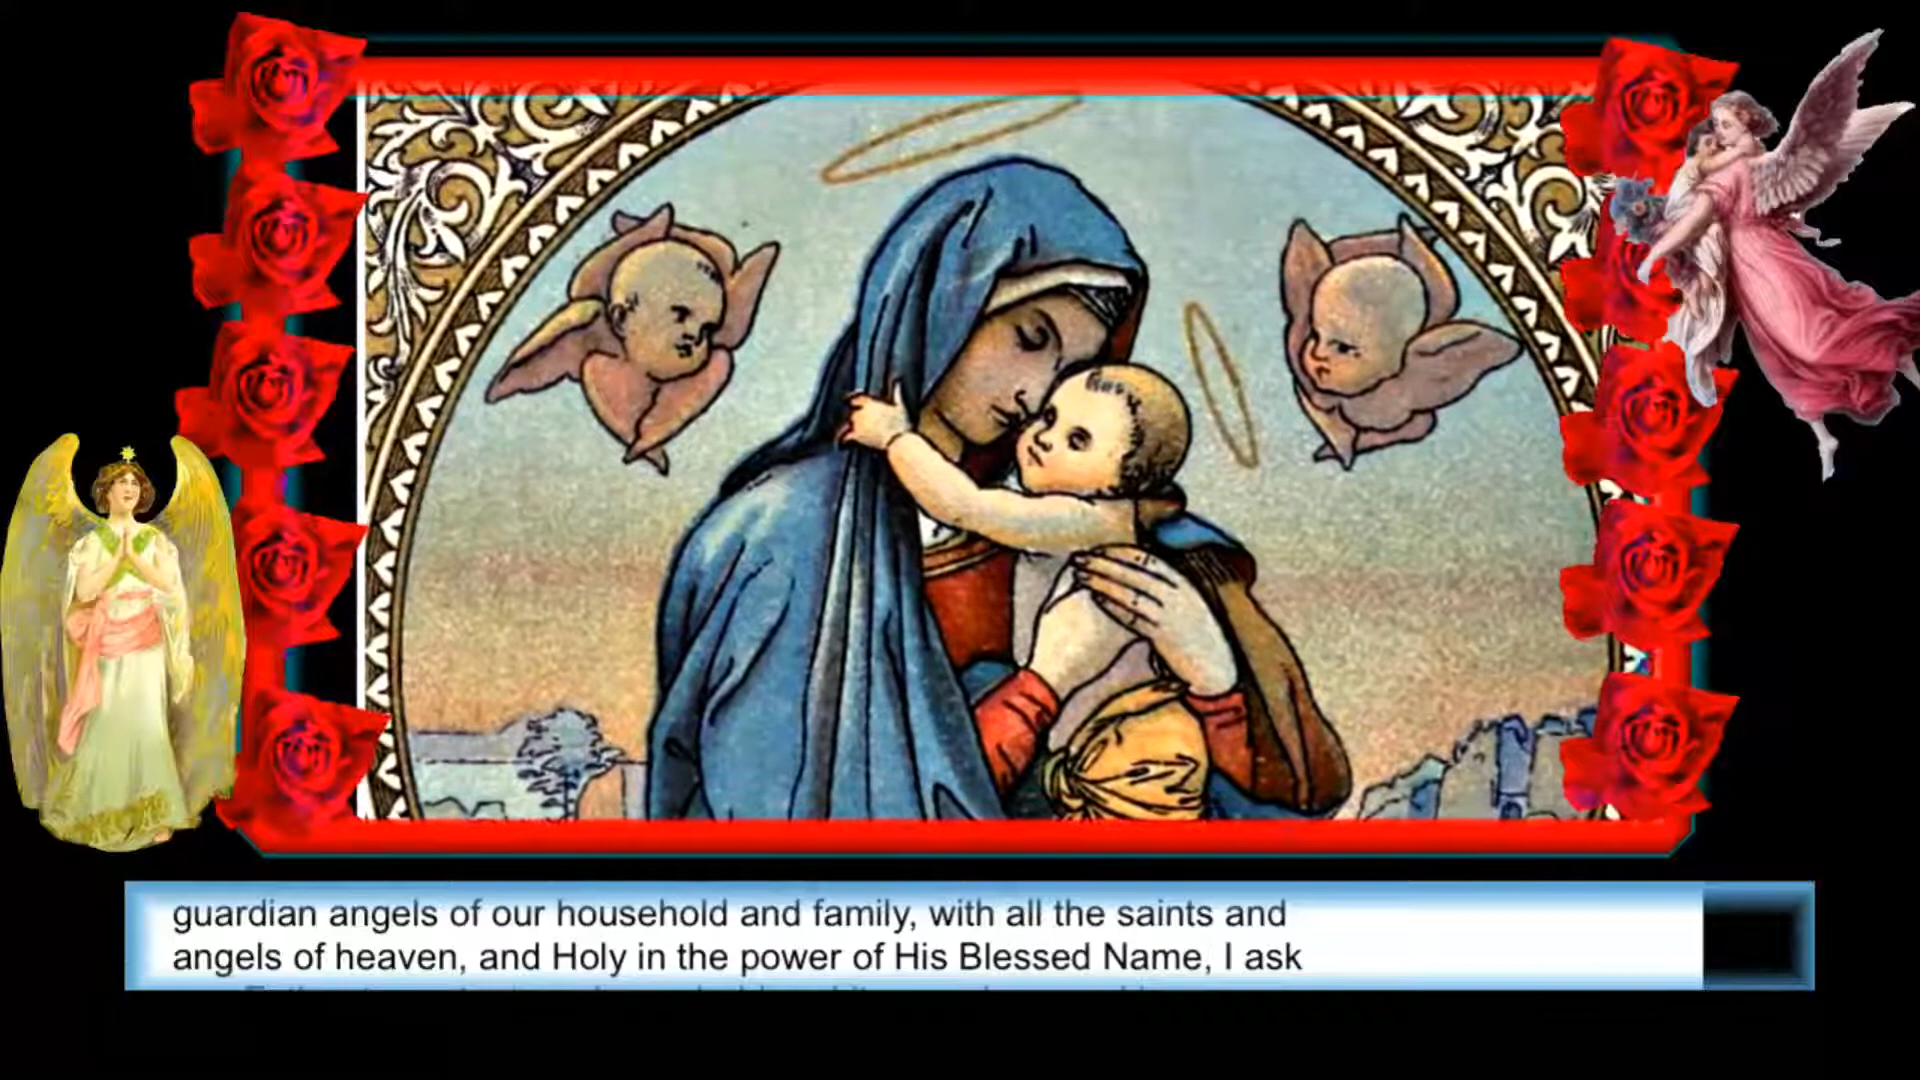 guardian angels of our household and family, with all the saints and
angels of heaven, and Holy in the power of His Blessed Name, I ask